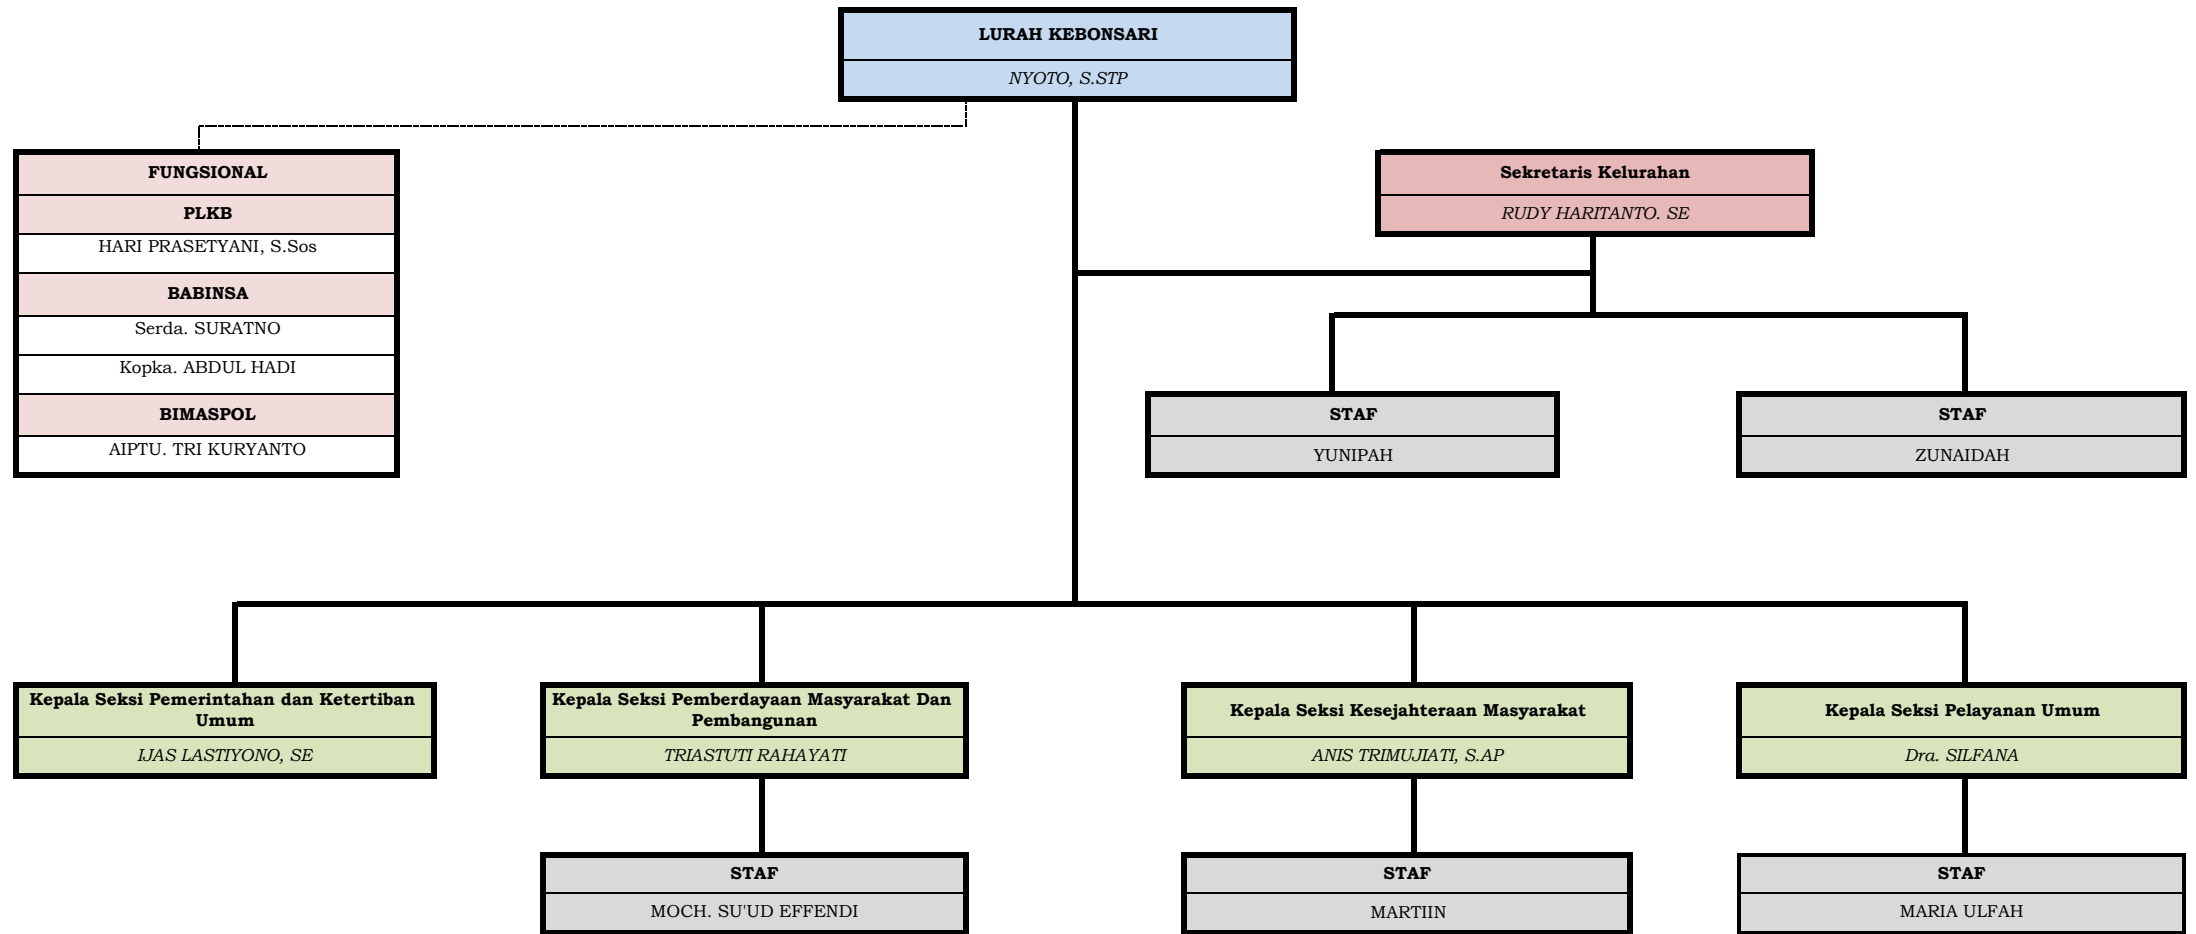 LURAH KEBONSARI
NYOTO, S.STP
FUNGSIONAL
PLKB
HARI PRASETYANI, S.Sos
BABINSA
Serda. SURATNO
Kopka. ABDUL HADI
BIMASPOL
AIPTU. TRI KURYANTO
Sekretaris Kelurahan
RUDY HARITANTO. SE
STAF
YUNIPAH
STAF
ZUNAIDAH
Kepala Seksi Pemerintahan dan Ketertiban
Umum
IJAS LASTIYONO, SE
Kepala Seksi Pemberdayaan Masyarakat Dan
Pembangunan
TRIASTUTI RAHAYATI
Kepala Seksi Kesejahteraan Masyarakat
ANIS TRIMUJIATI, S.AP
Kepala Seksi Pelayanan Umum
Dra. SILFANA
STAF
MOCH. SU'UD EFFENDI
STAF
MARTIIN
STAF
MARIA ULFAH